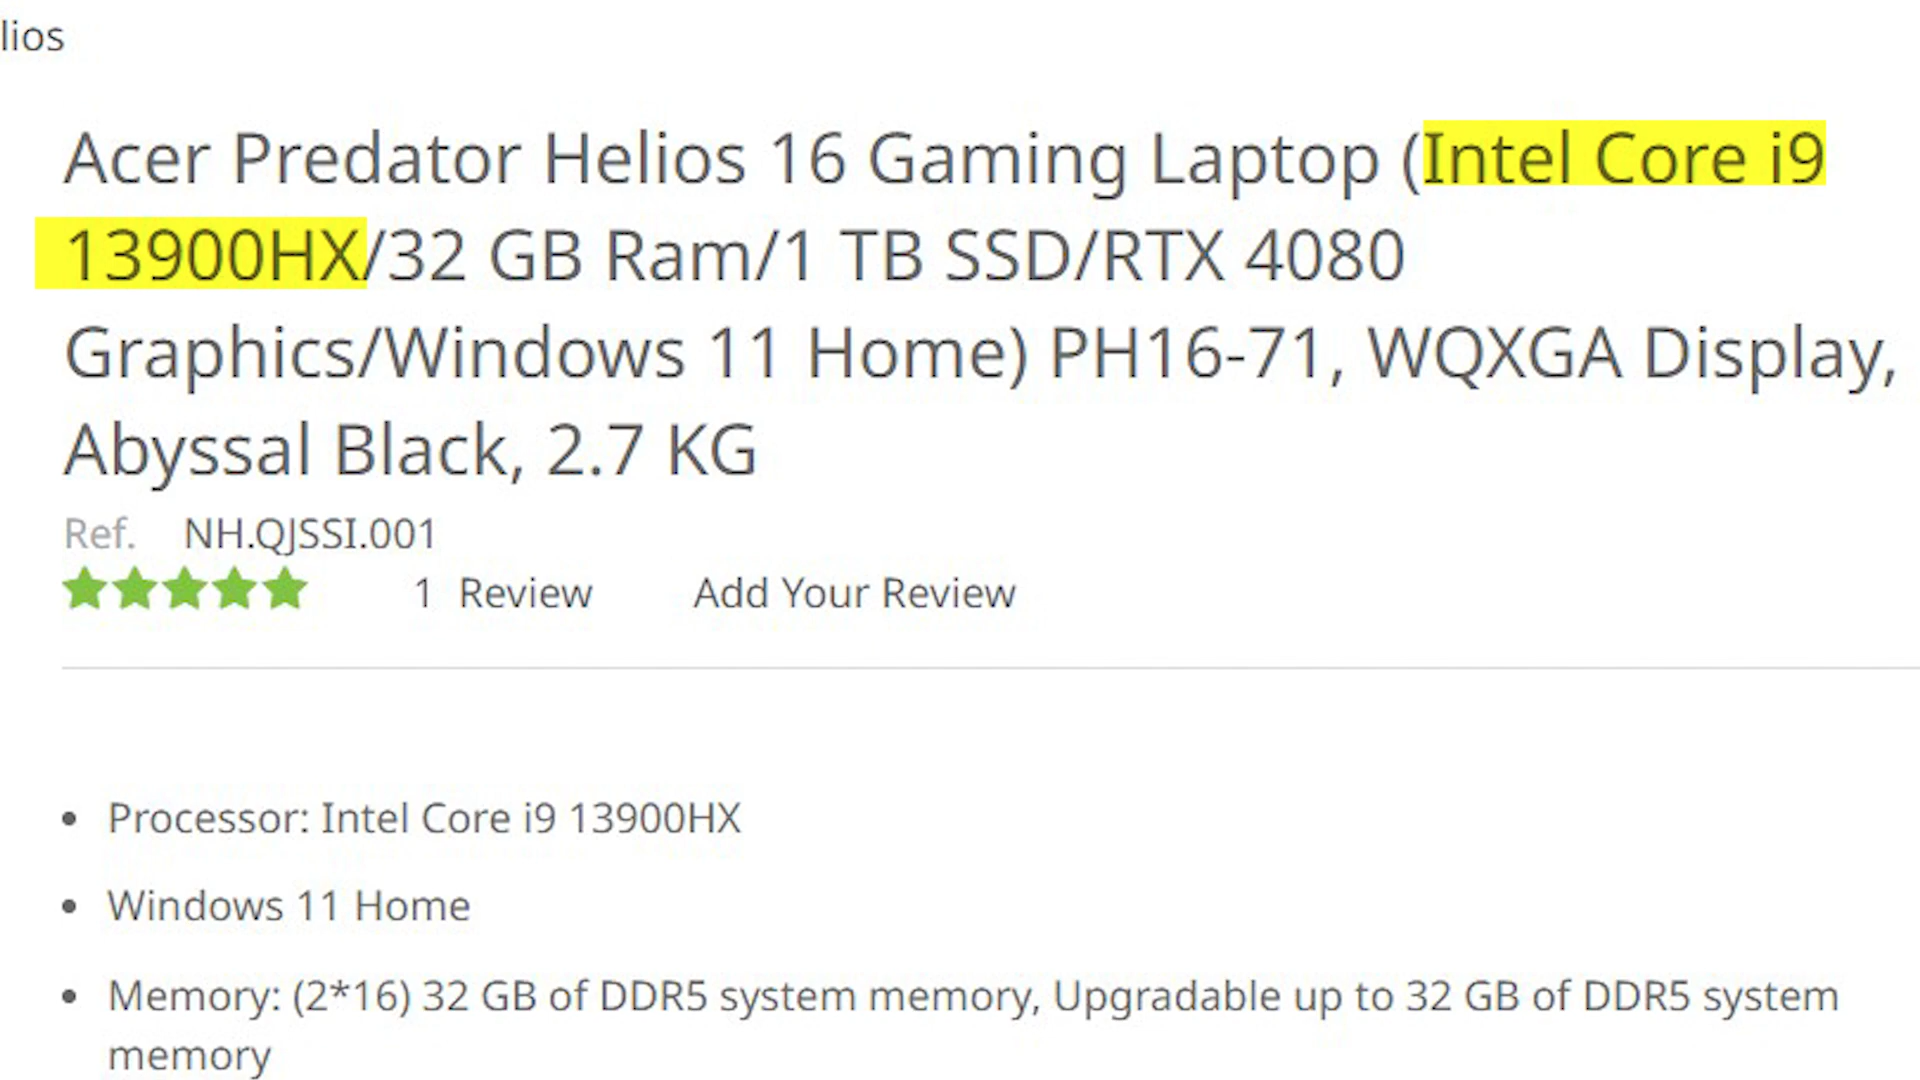 lios
Acer Predator Helios 16 Gaming Laptop (Intel Core i9
13900HX/32 GB Ram/1 TB SSD/RTX 4080
Graphics/Windows 11 Home) PH16-71, WQXGA Display,
Abyssal Black, 2.7 KG
Ref. NH.QJSSI.001
1 Review Add Your Review
• Processor: Intel Core i9 13900HX
• Windows 11 Home
• Memory: (2*16) 32 GB of DDR5 system memory, Upgradable up to 32 GB of DDR5 system
memory